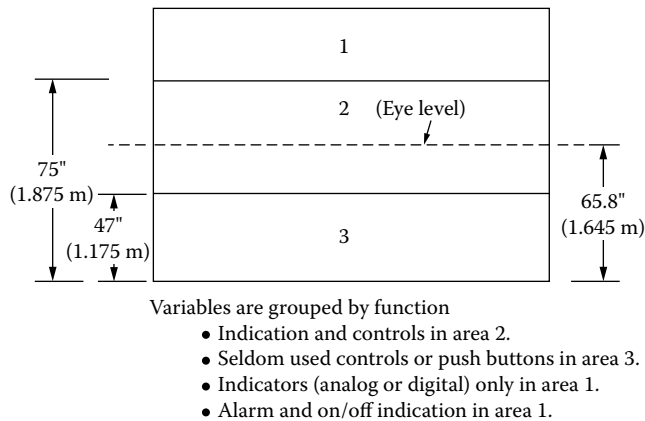 1
2
(Eye level)
75"
(1.875 m)
47"
(1.175 m)
65.8"
(1.645 m)
3
Variables are grouped by function
• Indication and controls in area 2.
• Seldom used controls or push buttons in area 3.
• Indicators (analog or digital) only in area 1.
• Alarm and on/off indication in area 1.